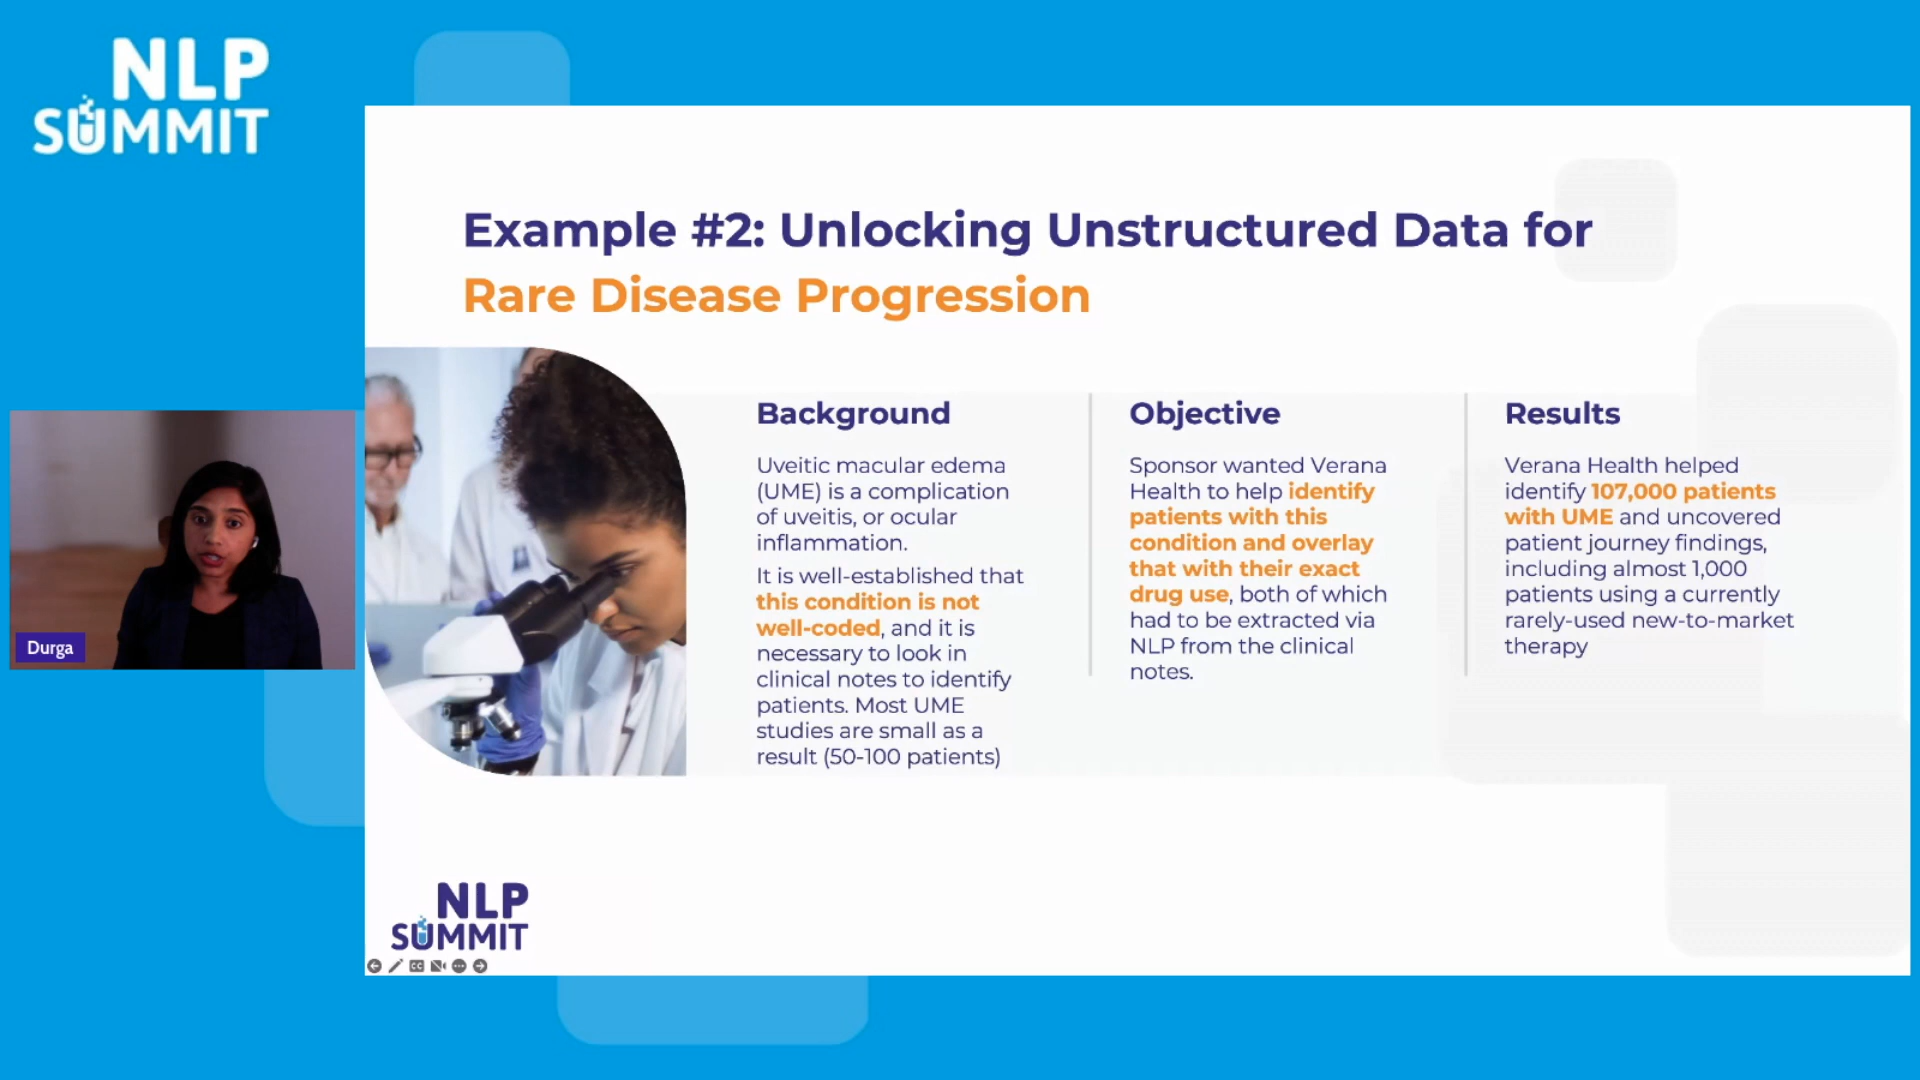 NLP
SUMMIT
Example #2: Unlocking Unstructured Data for
Rare Disease Progression
Background
Uveitic macular edema
(UME) is a complication
of uveitis, or ocular
inflammation.
It is well-established that
this condition is not
well-coded, and it is
necessary to look in
clinical notes to identify
patients. Most UME
studies are small as a
result (50-100 patients)
Objective
Sponsor wanted Verana
Health to help identify
patients with this
condition and overlay
that with their exact
drug use, both of which
had to be extracted via
NLP from the clinical
notes.
Results
Verana Health helped
identify 107,000 patients
with UME and uncovered
patient journey findings,
including almost 1,000
patients using a currently
rarely-used new-to-market
therapy
Durga
NLP
SUMMIT
CC